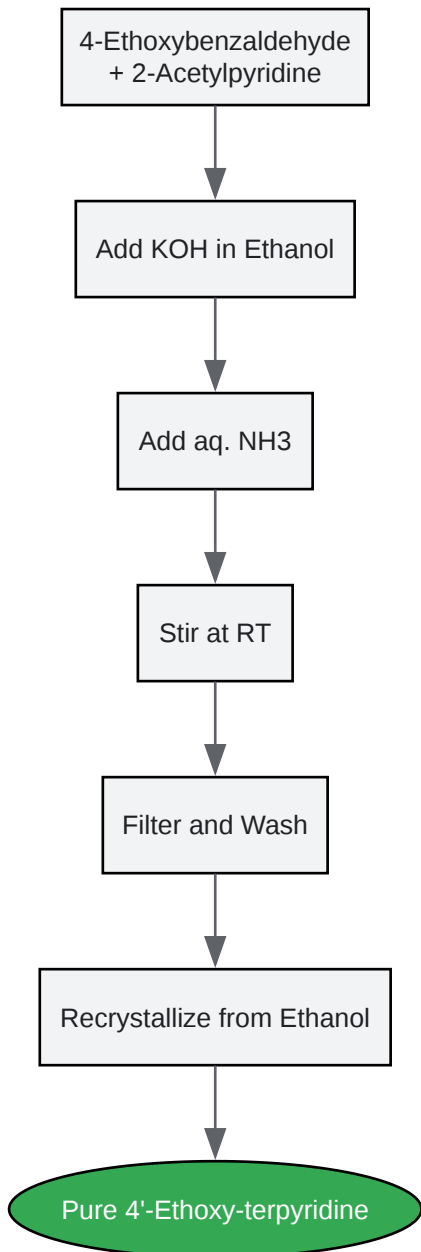 4-Ethoxybenzaldehyde
+ 2-Acetylpyridine
Add KOH in Ethanol
Add aq. NH3
Stir at RT
Filter and Wash
Recrystallize from Ethanol
Pure 4'-Ethoxy-terpyridine